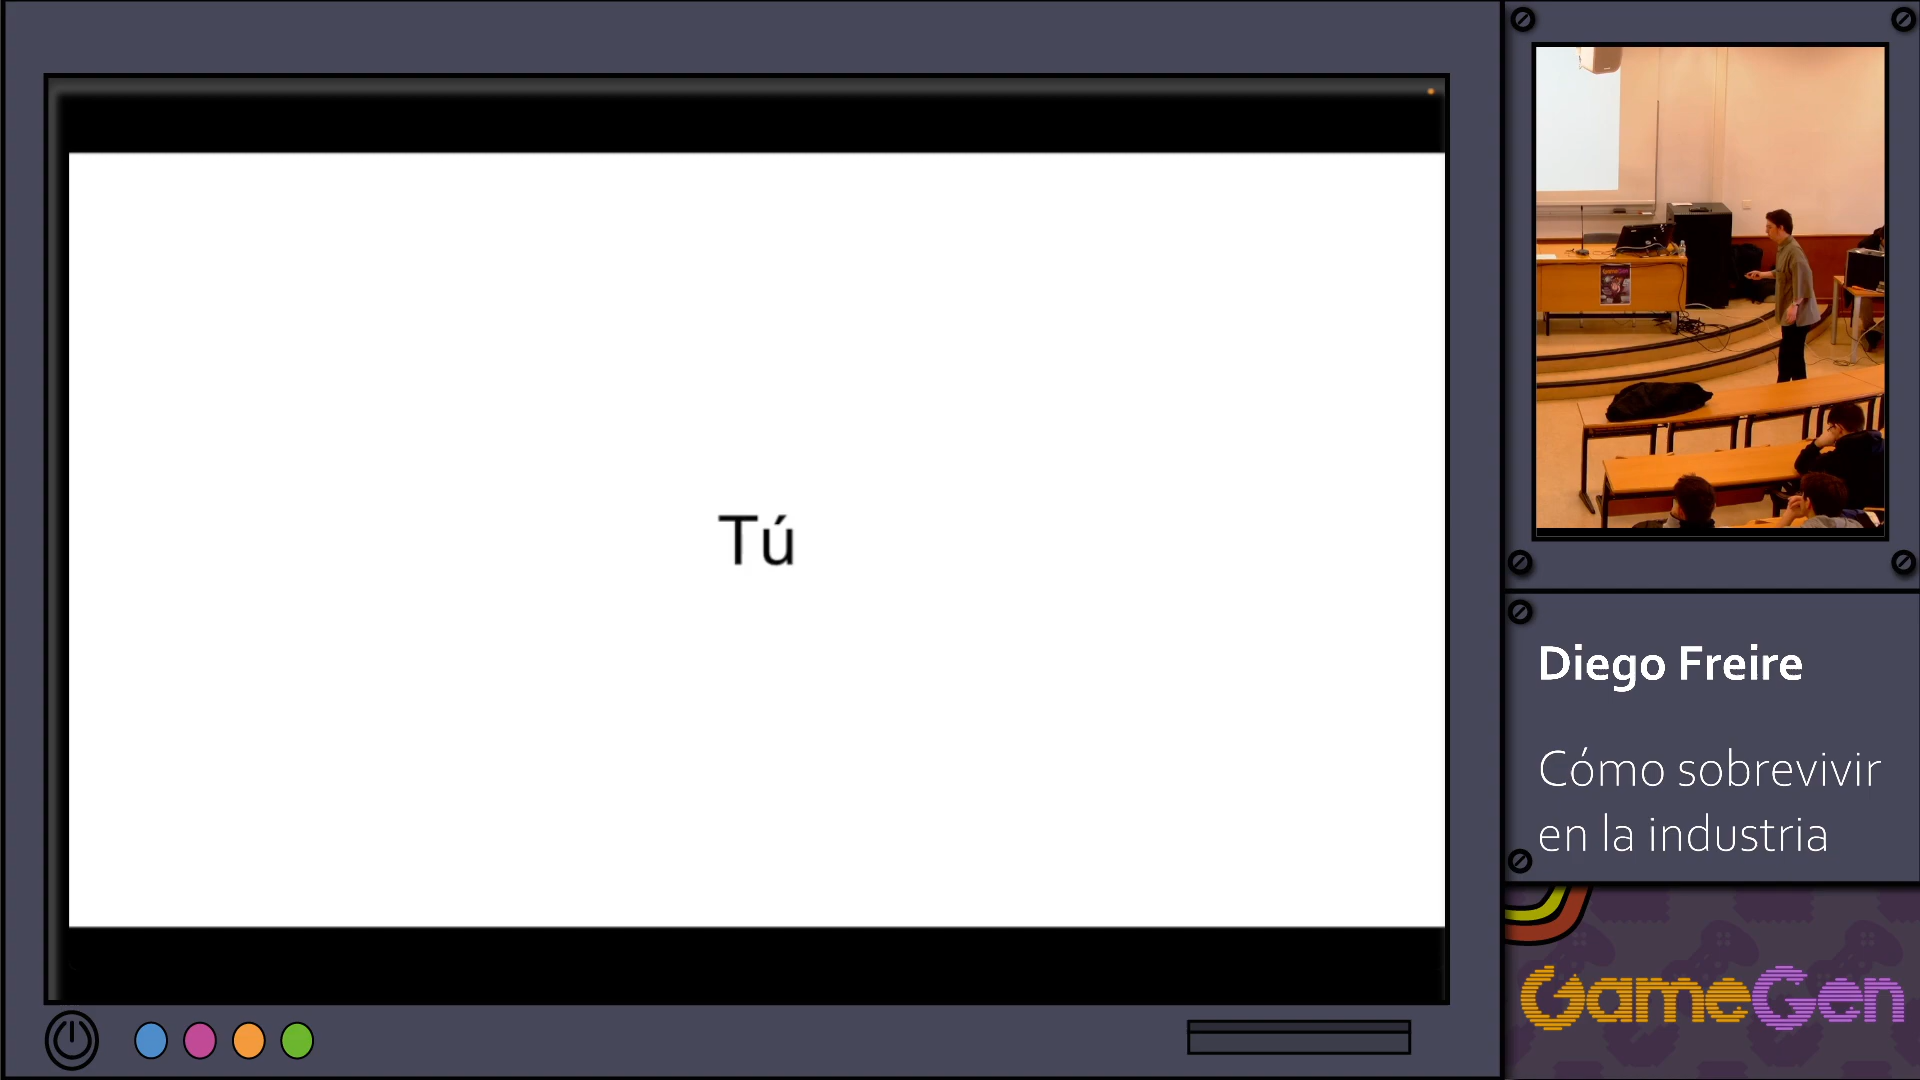 Tú
Diego Freire
Cómo sobrevivir
en la industria
GameGen